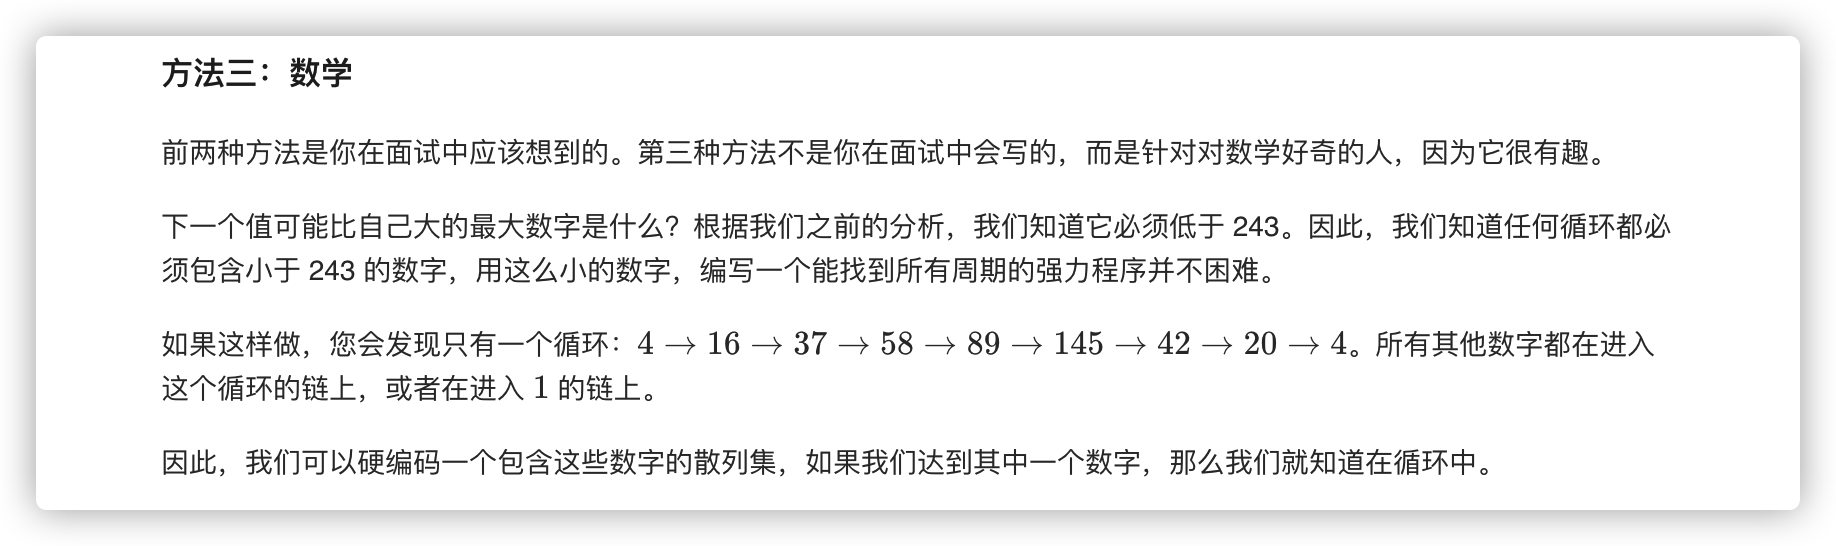 方法三：数学
前两种方法是你在面试中应该想到的。第三种方法不是你在面试中会写的，而是针对对数学好奇的人，因为它很有趣。
下一个值可能比自己大的最大数字是什么？根据我们之前的分析，我们知道它必须低于 243。因此，我们知道任何循环都必
须包含小于 243 的数字，用这么小的数字，编写一个能找到所有周期的强力程序并不困难。
如果这样做，您会发现只有一个循环：4 → 16 → 37 → 58 → 89 → 145 → 42 → 20 → 4。所有其他数字都在进入
这个循环的链上，或者在进入 1 的链上。
因此，我们可以硬编码一个包含这些数字的散列集，如果我们达到其中一个数字，那么我们就知道在循环中。